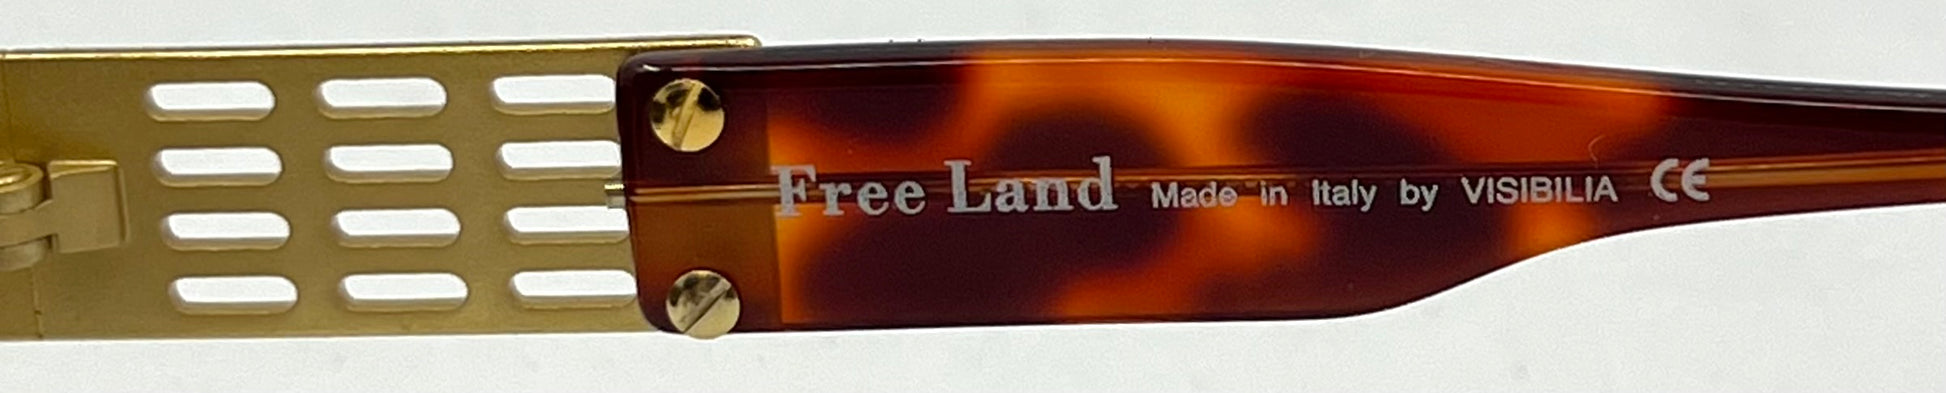 Free Land Made in Italy by VISIBILIA CE